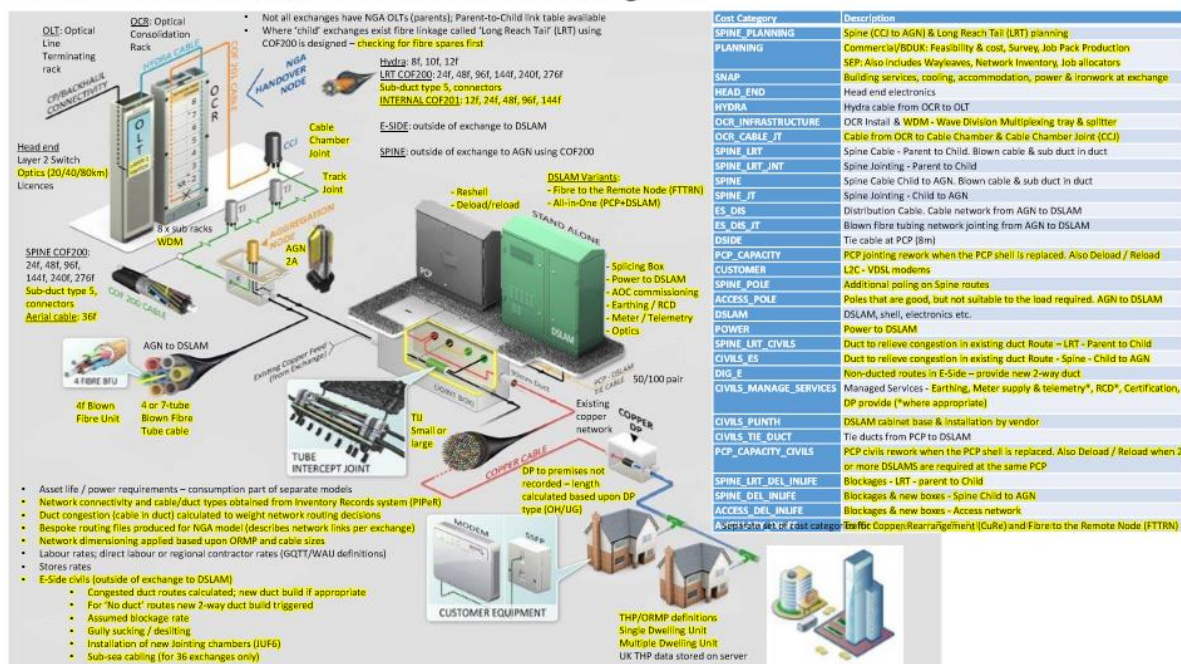 OLT: Optical
Line
Terminating
rack
OCR: Optical
Consolidation
Rack
• Not all exchanges have NGA OLTs (parents); Parent-to-Child link table available
• Where 'child' exchanges exist fibre linkage called 'Long Reach Tail' (LRT) using
COF200 is designed – checking for fibre spares first
HYDRA CABLE
COF 201 CABLE
NGA
HANDOVER
NODE
CP/BACKHAUL
CONNECTIVITY
OCR
OLT
Hydra: 8f, 10f, 12f
LRT COF200: 24f, 48f, 96f, 144f, 240f, 276f
Sub-duct type 5, connectors
INTERNAL COF201: 12f, 24f, 48f, 96f, 144f
E-SIDE: outside of exchange to DSLAM
SPINE: outside of exchange to AGN using COF200
Head end
Layer 2 Switch
Optics (20/40/80km)
Licences
Cable
Chamber
Joint
CCJ
Track
Joint
TJ
TJ
8 x sub racks
WDM
AGGREGATION
NODE
AGN
2A
- Reshell
- Deload/reload
DSLAM Variants:
- Fibre to the Remote Node (FTTRN)
- All-in-One (PCP+DSLAM)
STAND ALONE
PCP
DSLAM
- Splicing Box
- Power to DSLAM
- AOC commissioning
- Earthing / RCD
- Meter / Telemetry
- Optics
SPINE COF200:
24f, 48f, 96f,
144f, 240f, 276f
Sub-duct type 5,
connectors
Aerial cable: 36f
COF 200 CABLE
AGN to DSLAM
4 FIBRE BFU
4f Blown
Fibre Unit
4 or 7-tube
Blown Fibre
Tube cable
Existing Copper Feed
(from Exchange)
JOINT BOX
90mm Duct
PCP - DSLAM
TIE CABLE
50/100 pair
TUBE
INTERCEPT JOINT
TIJ
Small or
large
Existing
copper
network
COPPER
DP
COPPER CABLE
DP to premises not
recorded – length
calculated based upon DP
type (OH/UG)
MODEM
SSFP
CUSTOMER EQUIPMENT
THP/ORMP definitions
Single Dwelling Unit
Multiple Dwelling Unit
UK THP data stored on server
• Asset life / power requirements – consumption part of separate models
• Network connectivity and cable/duct types obtained from Inventory Records system (PIPeR)
• Duct congestion (cable in duct) calculated to weight network routing decisions
• Bespoke routing files produced for NGA model (describes network links per exchange)
• Network dimensioning applied based upon ORMP and cable sizes
• Labour rates; direct labour or regional contractor rates (GQTT/WAU definitions)
• Stores rates
• E-Side civils (outside of exchange to DSLAM)
• Congested duct routes calculated; new duct build if appropriate
• For 'No duct' routes new 2-way duct build triggered
• Assumed blockage rate
• Gully sucking / desilting
• Installation of new Jointing chambers (JUF6)
• Sub-sea cabling (for 36 exchanges only)
Cost Category Description
SPINE_PLANNING Spine (CCJ to AGN) & Long Reach Tail (LRT) planning
PLANNING Commercial/BDUK: Feasibility & cost, Survey, Job Pack Production
SEP: Also includes Wayleaves, Network Inventory, Job allocators
SNAP Building services, cooling, accommodation, power & ironwork at exchange
HEAD_END Head end electronics
HYDRA Hydra cable from OCR to OLT
OCR_INFRASTRUCTURE OCR Install & WDM - Wave Division Multiplexing tray & splitter
OCR_CABLE_JT Cable from OCR to Cable Chamber & Cable Chamber Joint (CCJ)
SPINE_LRT Spine Cable - Parent to Child. Blown cable & sub duct in duct
SPINE_LRT_JNT Spine Jointing - Parent to Child
SPINE Spine Cable Child to AGN. Blown cable & sub duct in duct
SPINE_JT Spine Jointing - Child to AGN
ES_DIS Distribution Cable. Cable network from AGN to DSLAM
ES_DIS_JT Blown fibre tubing network jointing from AGN to DSLAM
DSIDE Tie cable at PCP (8m)
PCP_CAPACITY PCP jointing rework when the PCP shell is replaced. Also Deload / Reload
CUSTOMER L2C - VDSL modems
SPINE_POLE Additional poling on Spine routes
ACCESS_POLE Poles that are good, but not suitable to the load required. AGN to DSLAM
DSLAM DSLAM, shell, electronics etc.
POWER Power to DSLAM
SPINE_LRT_CIVILS Duct to relieve congestion in existing duct Route – LRT - Parent to Child
CIVILS_ES Duct to relieve congestion in existing duct Route - Spine - Child to AGN
DIG_E Non-ducted routes in E-Side – provide new 2-way duct
CIVILS_MANAGE_SERVICES Managed Services - Earthing, Meter supply & telemetry*, RCD*, Certification,
DP provide (*where appropriate)
CIVILS_PLINTH DSLAM cabinet base & installation by vendor
CIVILS_TIE_DUCT Tie ducts from PCP to DSLAM
PCP_CAPACITY_CIVILS PCP civils rework when the PCP shell is replaced. Also Deload / Reload when 2
or more DSLAMS are required at the same PCP
SPINE_LRT_DEL_INLIFE Blockages - LRT - parent to Child
SPINE_DEL_INLIFE Blockages & new boxes - Spine Child to AGN
ACCESS_DEL_INLIFE Blockages & new boxes - Access network
Separate set of cost categories for Copper Rearrangement (CuRe) and Fibre to the Remote Node (FTTRN)